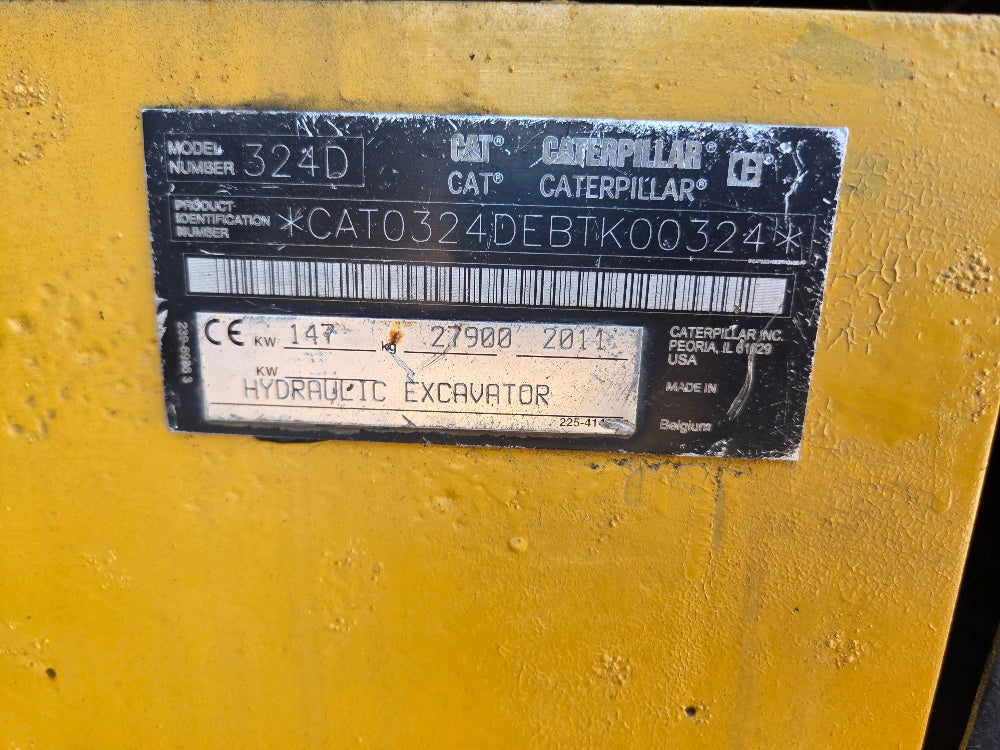 MODEL NUMBER 324D
CAT® CATERPILLAR®
CAT® CATERPILLAR®
PRODUCT
IDENTIFICATION
NUMBER
*CAT0324DEBTK00324*
CE KW 147 kg 27900 2011
KW
HYDRAULIC EXCAVATOR
CATERPILLAR INC.
PEORIA, IL 61629
USA
MADE IN
Belgium